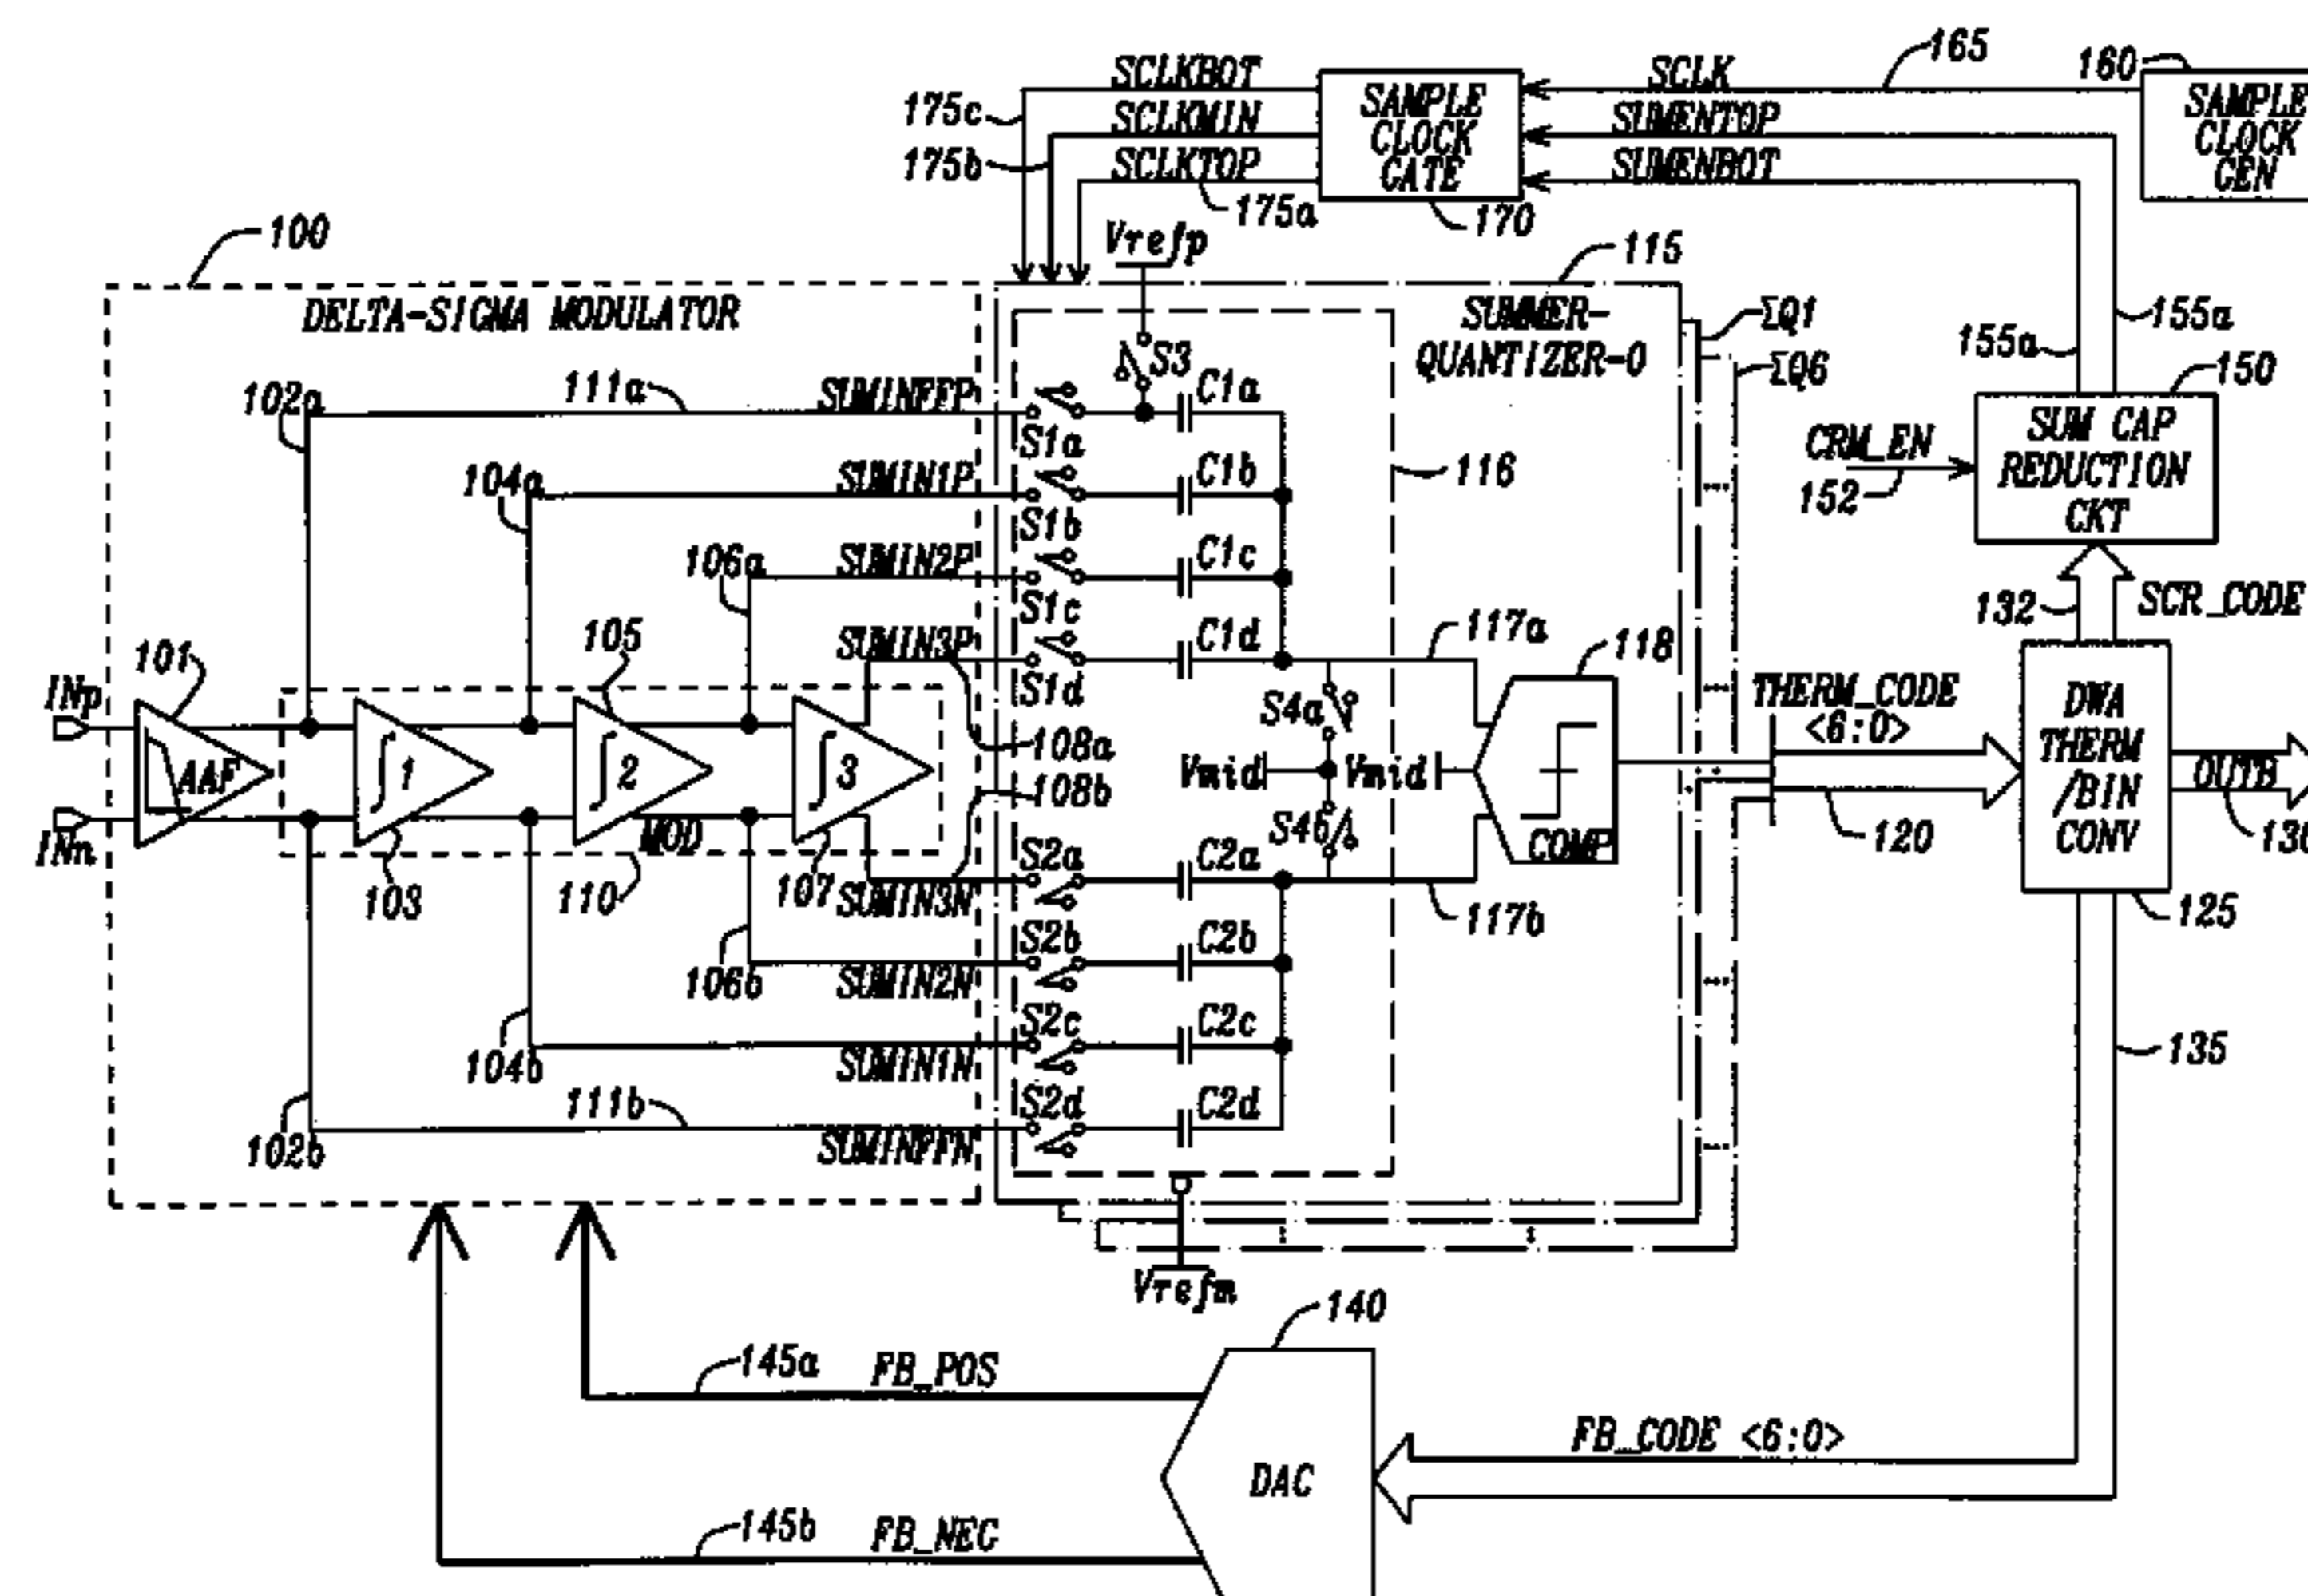 SCLKBOT
SCLK
165
160
175c
SAMPLE
CLOCK
GATE
SAMPLE
CLOCK
GEN
SCLKMIN
SUMENTOP
175b
SCLKTOP
SUMENBOT
175a
170
100
Vrefp
115
DELTA-SIGMA MODULATOR
SUMMER-
QUANTIZER-0
ΣQ1
155a
155a
S3
ΣQ6
150
102a
111a
SUMINFFP
C1a
SUM CAP
REDUCTION
CKT
S1a
CRM_EN
104a
SUMIN1P
C1b
116
152
S1b
106a
SUMIN2P
C1c
S1c
132
SCR_CODE
101
105
SUMIN3P
C1d
117a
118
INp
S1d
THERM_CODE
<6:0>
DWA
THERM
/BIN
CONV
S4a
108a
AAF
1
2
3
Vmid
Vmid
OUTB
108b
INn
MOD
S4b
COMP
120
103
110
107
S2a
C2a
SUMIN3N
117b
125
S2b
C2b
106b
SUMIN2N
S2c
C2c
104b
SUMIN1N
135
111b
S2d
C2d
102b
SUMINFFN
Vrefm
140
145a
FB_POS
FB_CODE <6:0>
DAC
145b
FB_NEG